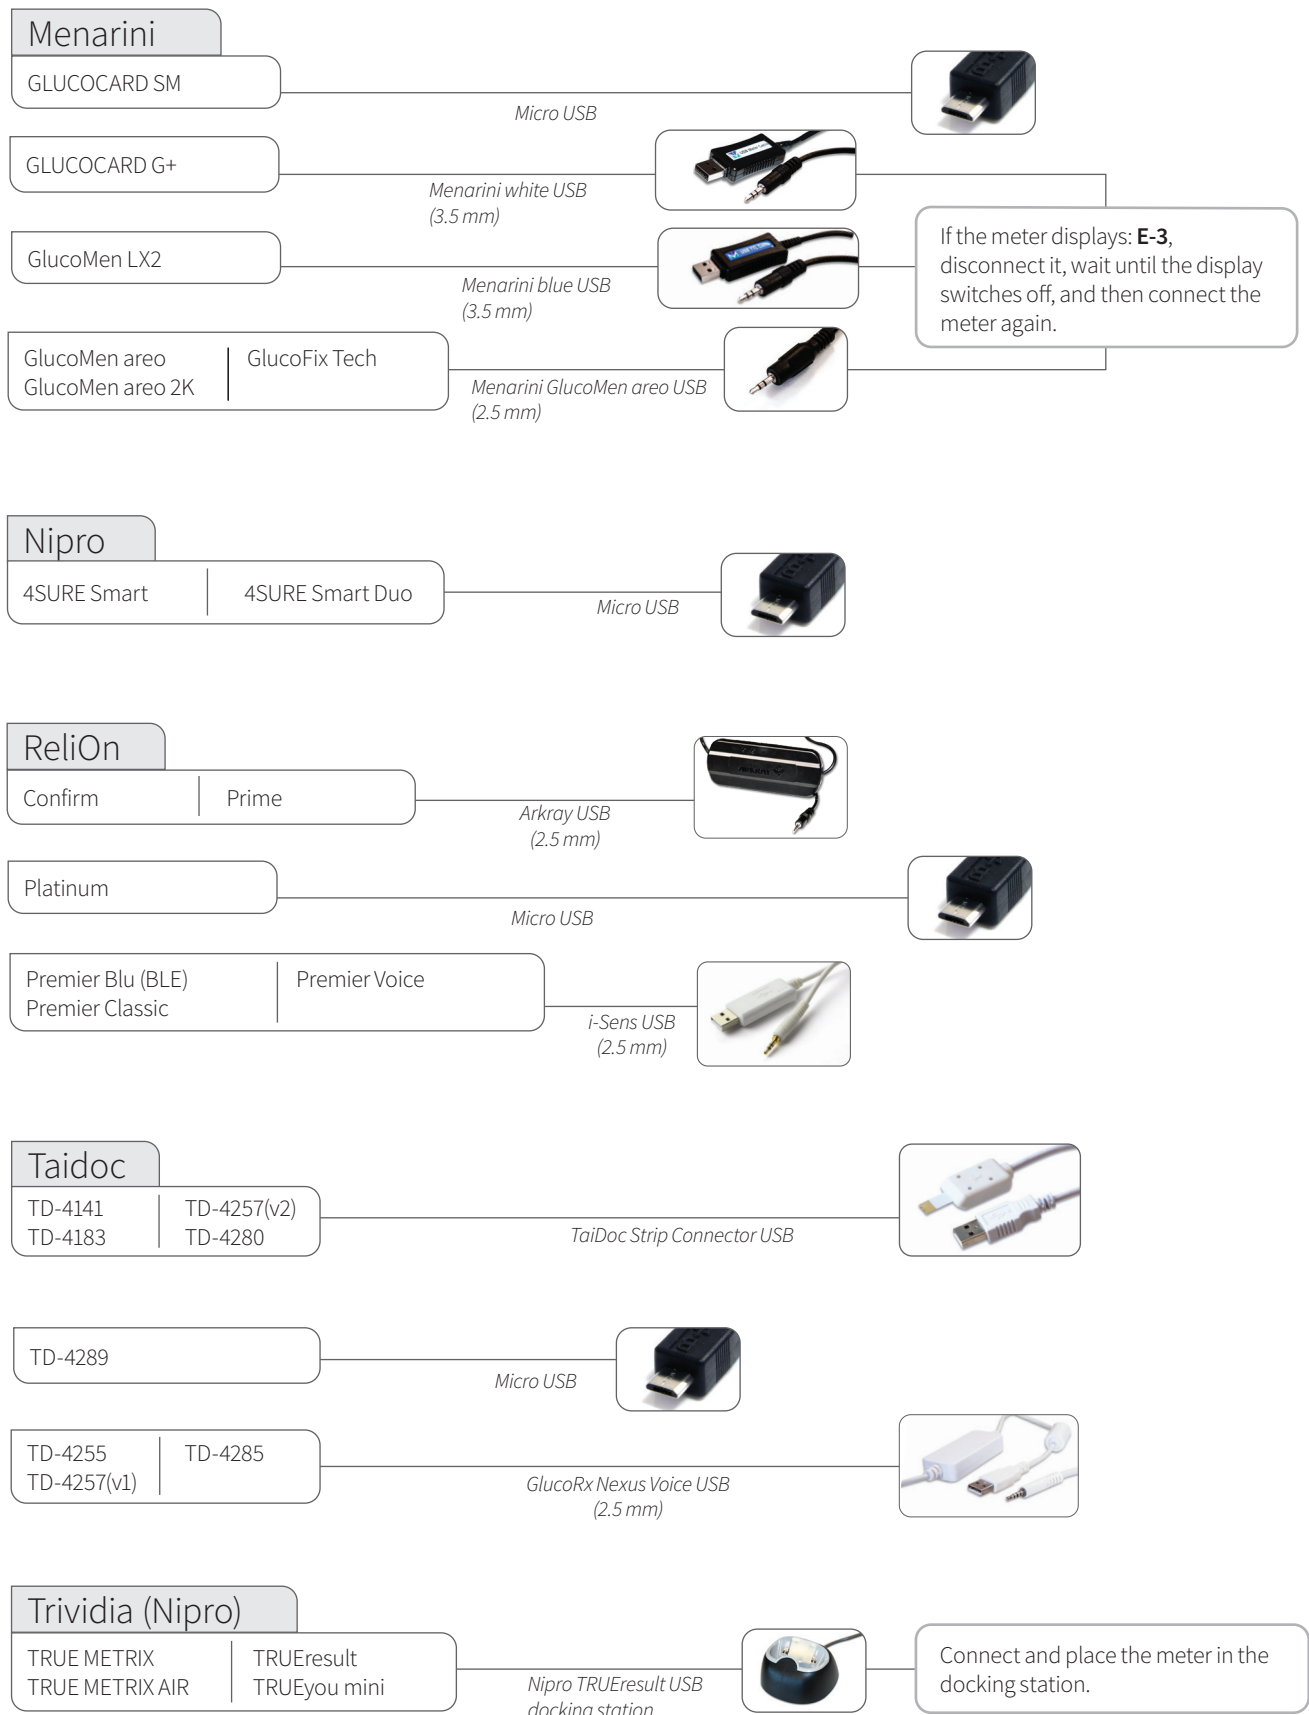 Menarini
GLUCOCARD SM
Micro USB
GLUCOCARD G+
Menarini white USB
(3.5 mm)
GlucoMen LX2
Menarini blue USB
(3.5 mm)
If the meter displays: E-3,
disconnect it, wait until the display
switches off, and then connect the
meter again.
GlucoMen areo
GlucoMen areo 2K
GlucoFix Tech
Menarini GlucoMen areo USB
(2.5 mm)
Nipro
4SURE Smart
4SURE Smart Duo
Micro USB
ReliOn
Confirm
Prime
Arkray USB
(2.5 mm)
Platinum
Micro USB
Premier Blu (BLE)
Premier Classic
Premier Voice
i-Sens USB
(2.5 mm)
Taidoc
TD-4141
TD-4183
TD-4257(v2)
TD-4280
TaiDoc Strip Connector USB
TD-4289
Micro USB
TD-4255
TD-4257(v1)
TD-4285
GlucoRx Nexus Voice USB
(2.5 mm)
Trividia (Nipro)
TRUE METRIX
TRUE METRIX AIR
TRUEresult
TRUEyou mini
Nipro TRUEresult USB
docking station
Connect and place the meter in the
docking station.